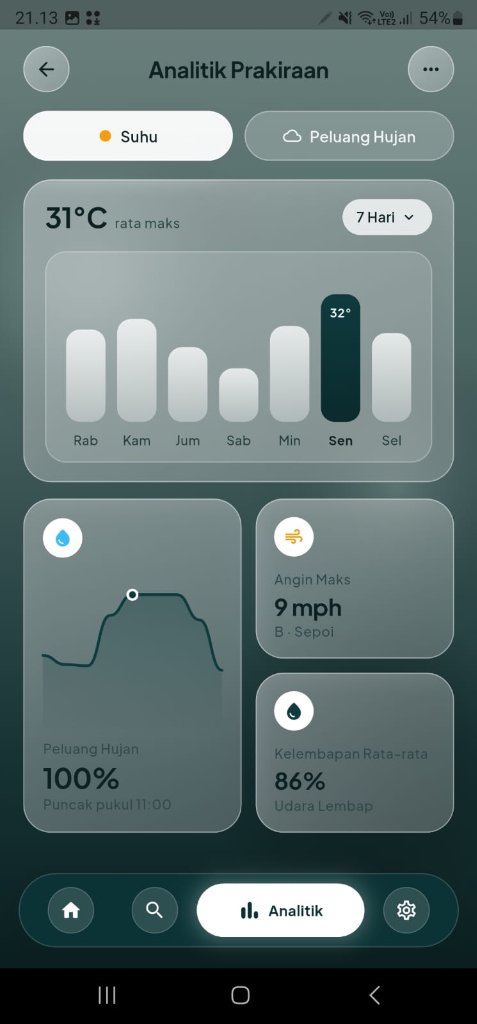 21.13
Vo)) LTE2 54%
Analitik Prakiraan
Suhu
Peluang Hujan
31°C rata maks
7 Hari
32°
Rab Kam Jum Sab Min Sen Sel
Angin Maks
9 mph
B · Sepoi
Peluang Hujan
100%
Puncak pukul 11:00
Kelembapan Rata-rata
86%
Udara Lembap
Analitik